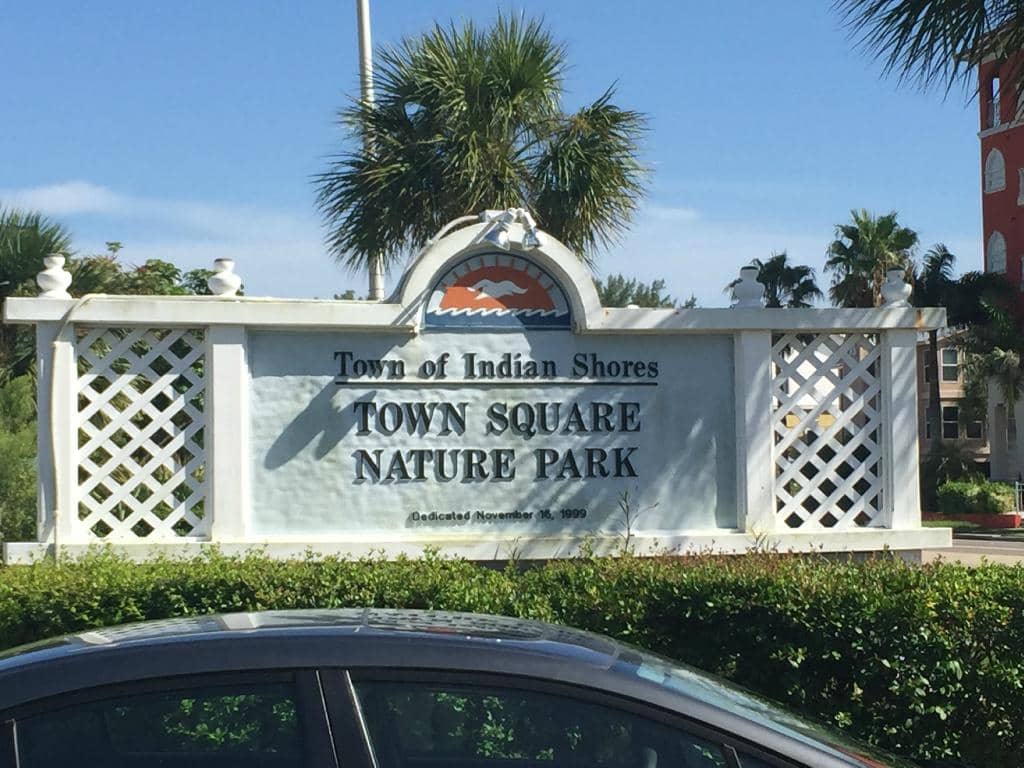 Town of Indian Shores
TOWN SQUARE
NATURE PARK
Dedicated November 16, 1999